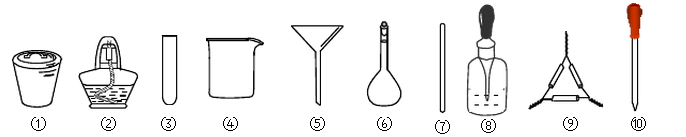 ① ② ③ ④ ⑤ ⑥ ⑦ ⑧ ⑨ ⑩